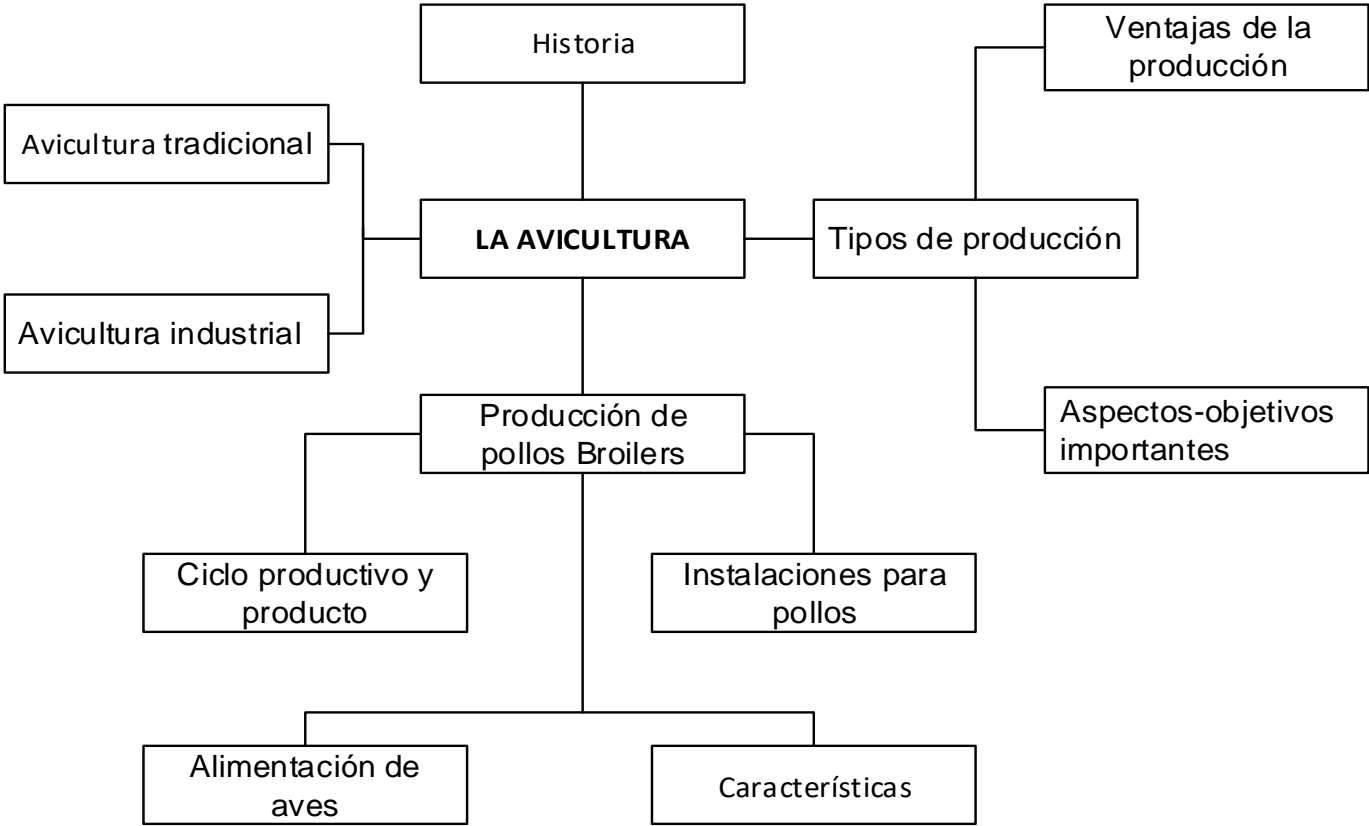 Historia
Ventajas de la
producción
Avicultura tradicional
LA AVICULTURA
Tipos de producción
Avicultura industrial
Producción de
pollos Broilers
Aspectos-objetivos
importantes
Ciclo productivo y
producto
Instalaciones para
pollos
Alimentación de
aves
Características